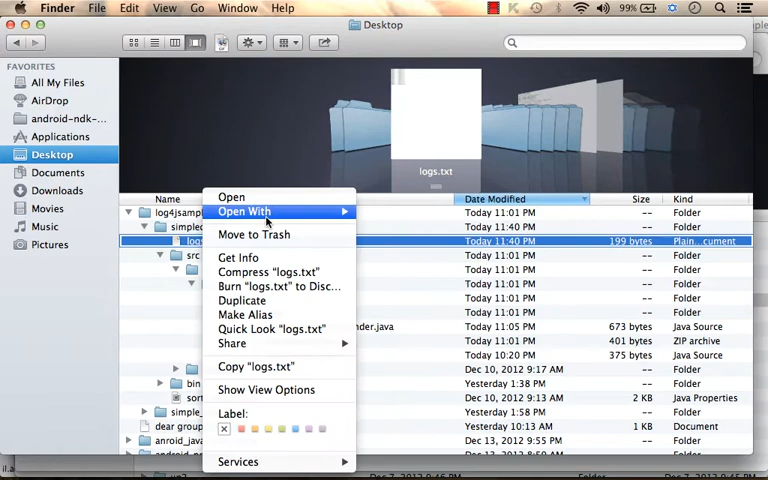 Finder File Edit View Go Window Help 99%
Desktop
FAVORITES
All My Files
AirDrop
android-ndk-...
Applications
Desktop
Documents
Downloads
Movies
Music
Pictures
logs.txt
Name Date Modified Size Kind
log4jsamp Today 11:01 PM -- Folder
simple Today 11:40 PM -- Folder
logs Today 11:40 PM 199 bytes Plain...cument
src Today 11:01 PM -- Folder
Today 11:01 PM -- Folder
Today 11:01 PM -- Folder
Today 11:01 PM -- Folder
nder.java Today 11:05 PM 673 bytes Java Source
Today 11:01 PM 401 bytes ZIP archive
Today 10:20 PM 375 bytes Java Source
Dec 10, 2012 9:17 AM -- Folder
bin Yesterday 1:38 PM -- Folder
sort Dec 10, 2012 9:13 AM 2 KB Java Properties
simple_ Yesterday 1:58 PM -- Folder
dear group Yesterday 10:13 AM 1 KB Document
anroid_java Dec 13, 2012 9:55 PM -- Folder
Open
Open With
Move to Trash
Get Info
Compress “logs.txt”
Burn “logs.txt” to Disc...
Duplicate
Make Alias
Quick Look “logs.txt”
Share
Copy “logs.txt”
Show View Options
Label:
Services